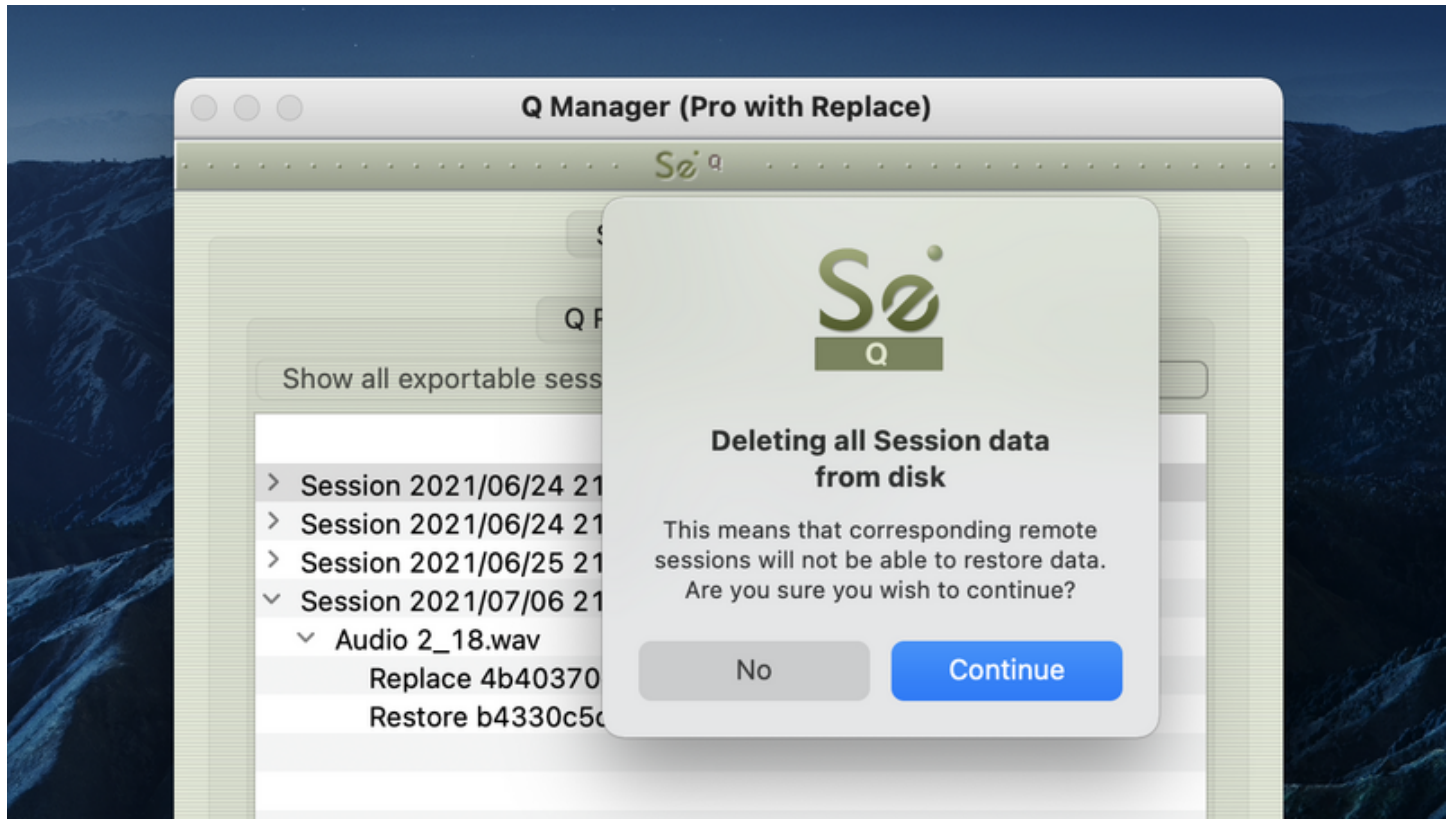 Q Manager (Pro with Replace)
Se Q
Se
Q
Show all exportable
Deleting all Session data
from disk
This means that corresponding remote
sessions will not be able to restore data.
Are you sure you wish to continue?
No
Continue
Session 2021/06/24 21
Session 2021/06/24 21
Session 2021/06/25 21
Session 2021/07/06 21
Audio 2_18.wav
Replace 4b40370
Restore b4330c5